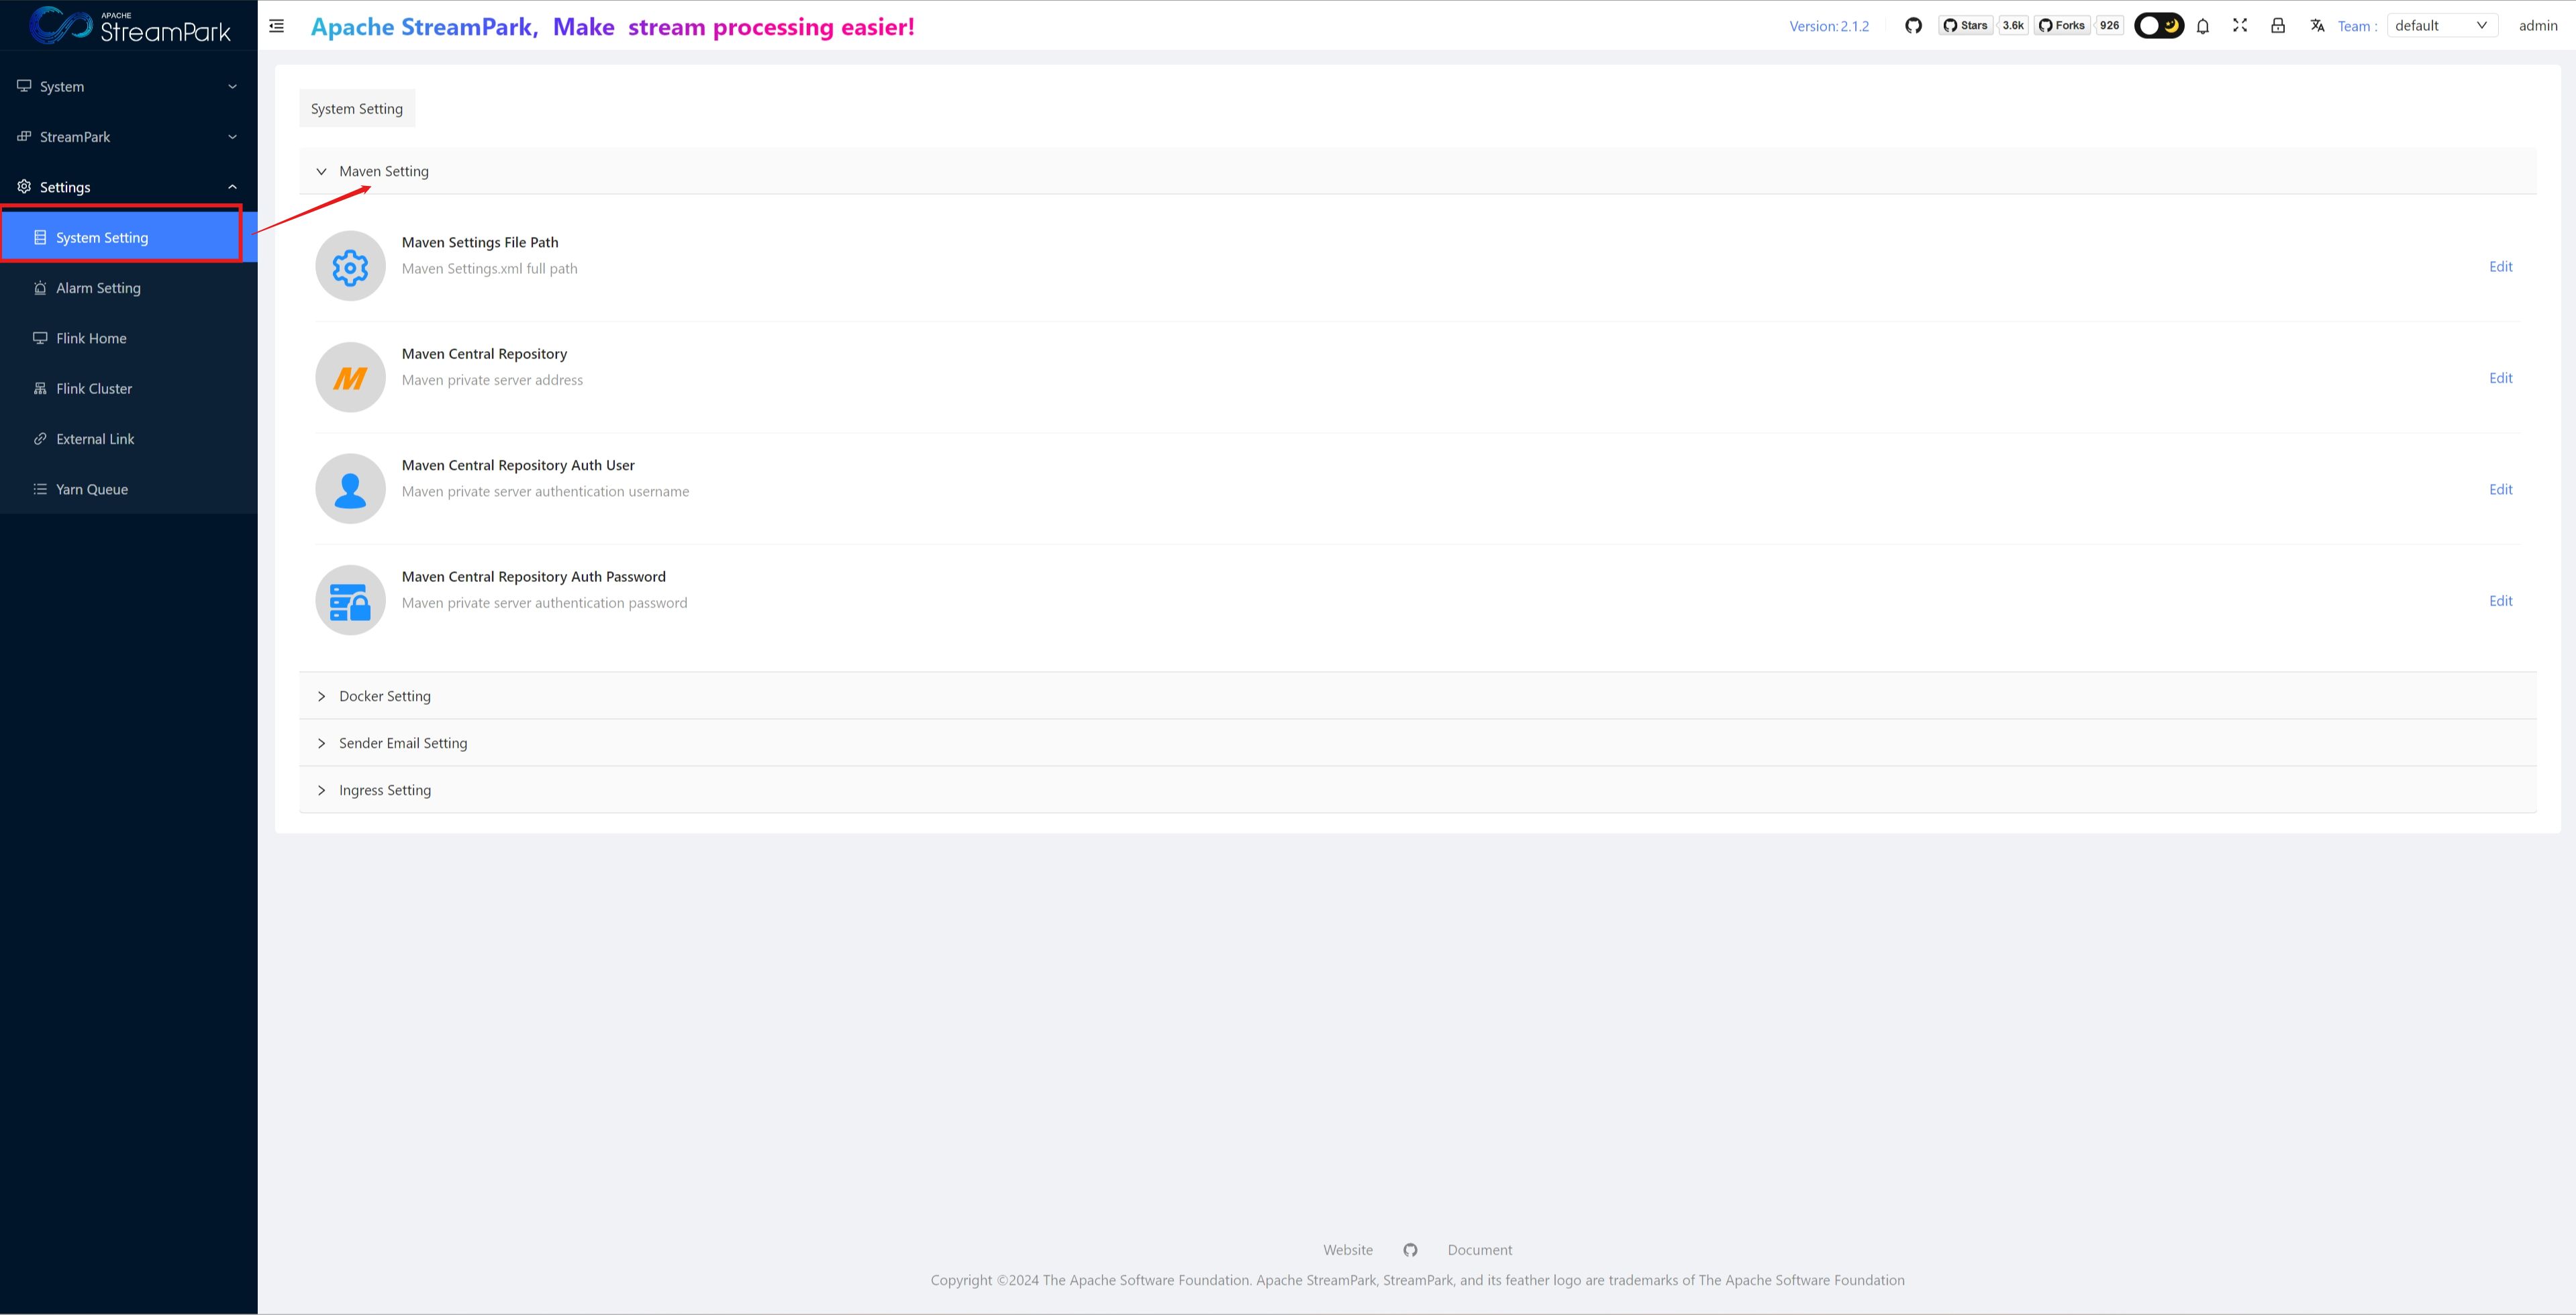 APACHE
StreamPark
Apache StreamPark, Make stream processing easier!
Version: 2.1.2
Stars
3.6k
Forks
926
Team :
default
admin
System
StreamPark
Settings
System Setting
Alarm Setting
Flink Home
Flink Cluster
External Link
Yarn Queue
System Setting
Maven Setting
Maven Settings File Path
Maven Settings.xml full path
Edit
Maven Central Repository
Maven private server address
Edit
Maven Central Repository Auth User
Maven private server authentication username
Edit
Maven Central Repository Auth Password
Maven private server authentication password
Edit
Docker Setting
Sender Email Setting
Ingress Setting
Website
Document
Copyright ©2024 The Apache Software Foundation. Apache StreamPark, StreamPark, and its feather logo are trademarks of The Apache Software Foundation